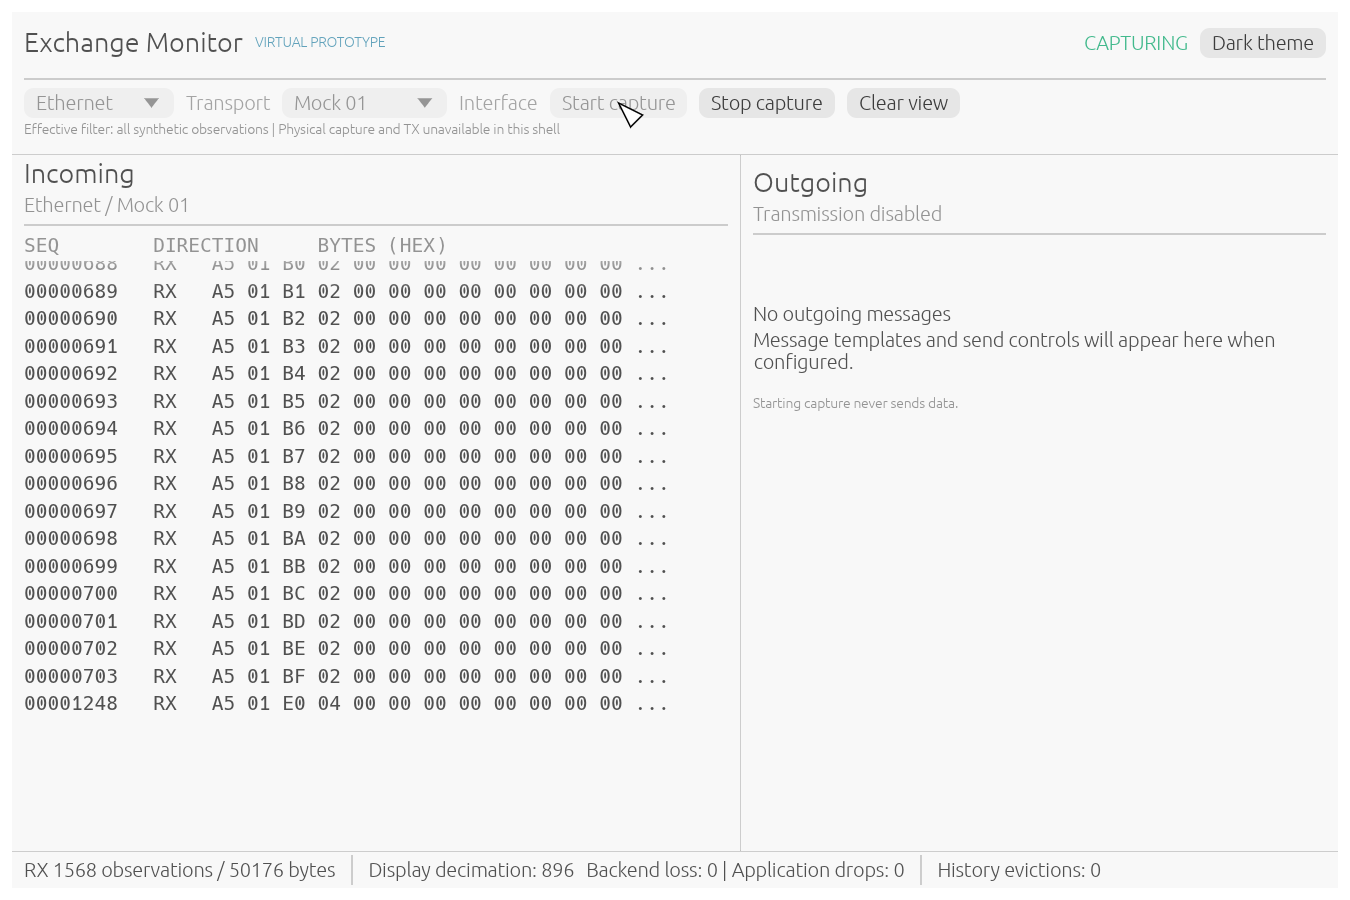 Exchange Monitor VIRTUAL PROTOTYPE CAPTURING Dark theme
Ethernet Transport Mock 01 Interface Start capture Stop capture Clear view
Effective filter: all synthetic observations | Physical capture and TX unavailable in this shell
Incoming
Ethernet / Mock 01
SEQ DIRECTION BYTES (HEX)
00000688 RX A5 01 B0 02 00 00 00 00 00 00 00 00 ...
00000689 RX A5 01 B1 02 00 00 00 00 00 00 00 00 ...
00000690 RX A5 01 B2 02 00 00 00 00 00 00 00 00 ...
00000691 RX A5 01 B3 02 00 00 00 00 00 00 00 00 ...
00000692 RX A5 01 B4 02 00 00 00 00 00 00 00 00 ...
00000693 RX A5 01 B5 02 00 00 00 00 00 00 00 00 ...
00000694 RX A5 01 B6 02 00 00 00 00 00 00 00 00 ...
00000695 RX A5 01 B7 02 00 00 00 00 00 00 00 00 ...
00000696 RX A5 01 B8 02 00 00 00 00 00 00 00 00 ...
00000697 RX A5 01 B9 02 00 00 00 00 00 00 00 00 ...
00000698 RX A5 01 BA 02 00 00 00 00 00 00 00 00 ...
00000699 RX A5 01 BB 02 00 00 00 00 00 00 00 00 ...
00000700 RX A5 01 BC 02 00 00 00 00 00 00 00 00 ...
00000701 RX A5 01 BD 02 00 00 00 00 00 00 00 00 ...
00000702 RX A5 01 BE 02 00 00 00 00 00 00 00 00 ...
00000703 RX A5 01 BF 02 00 00 00 00 00 00 00 00 ...
00001248 RX A5 01 E0 04 00 00 00 00 00 00 00 00 ...
Outgoing
Transmission disabled
No outgoing messages
Message templates and send controls will appear here when
configured.
Starting capture never sends data.
RX 1568 observations / 50176 bytes Display decimation: 896 Backend loss: 0 | Application drops: 0 History evictions: 0